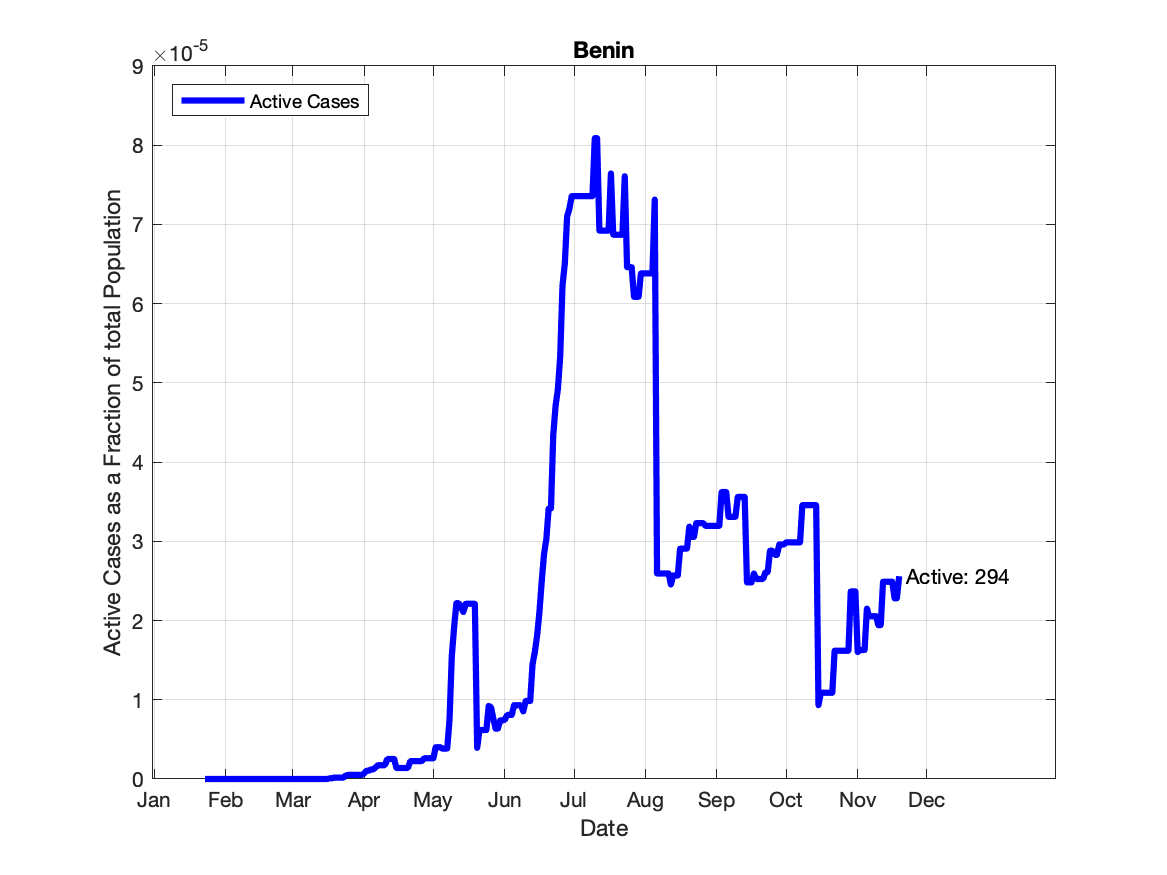 Benin
×10-5
9
8
7
6
5
4
3
2
1
0
Active Cases as a Fraction of total Population
Active Cases
Active: 294
Jan Feb Mar Apr May Jun Jul Aug Sep Oct Nov Dec
Date